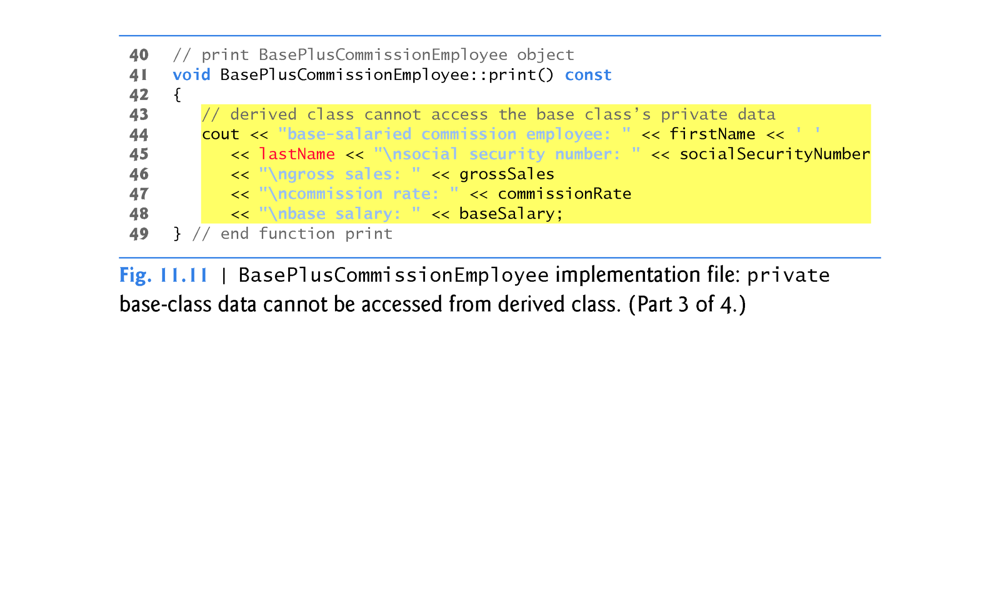 40 // print BasePlusCommissionEmployee object
41 void BasePlusCommissionEmployee::print() const
42 {
43    // derived class cannot access the base class’s private data
44    cout << "base-salaried commission employee: " << firstName << ' '
45       << lastName << "\nsocial security number: " << socialSecurityNumber
46       << "\ngross sales: " << grossSales
47       << "\ncommission rate: " << commissionRate
48       << "\nbase salary: " << baseSalary;
49 } // end function print
Fig. 11.11 | BasePlusCommissionEmployee implementation file: private
base-class data cannot be accessed from derived class. (Part 3 of 4.)